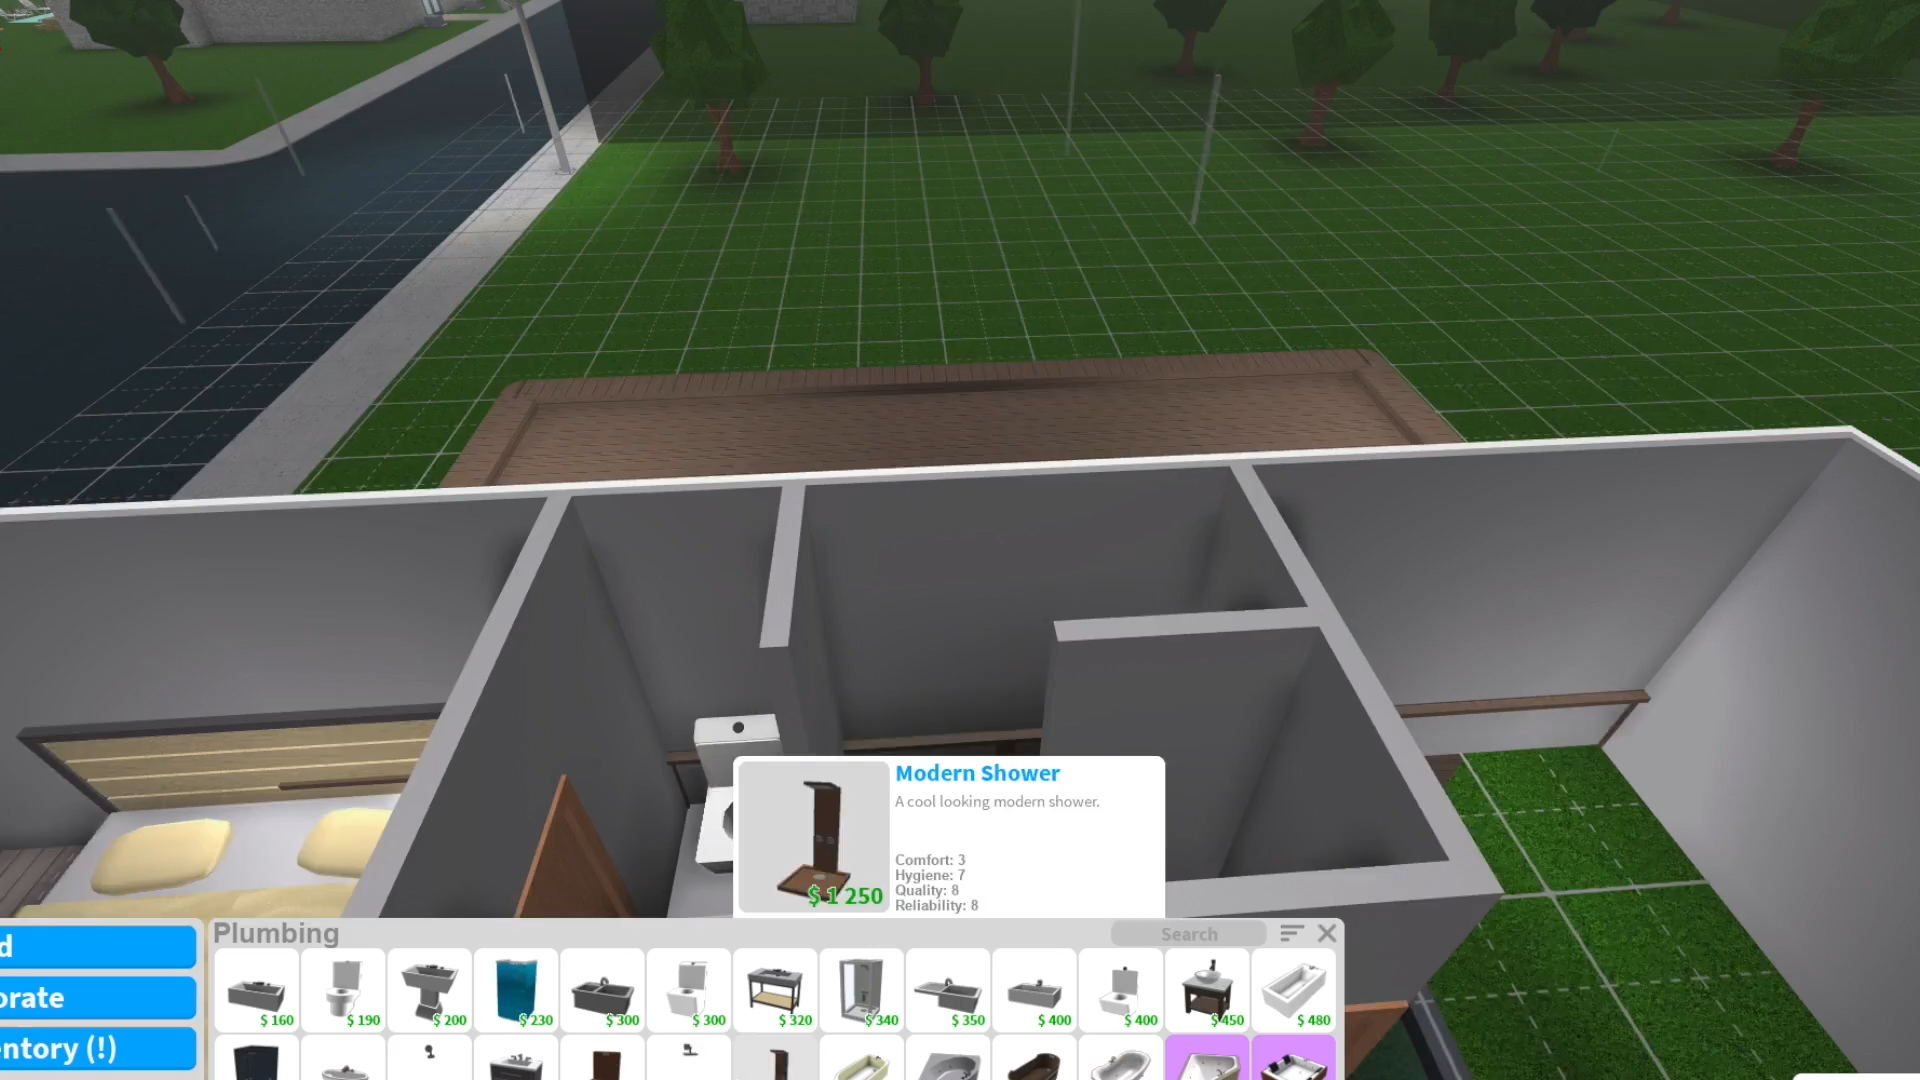 Modern Shower
A cool looking modern shower.
$ 1 250
Comfort: 3
Hygiene: 7
Quality: 8
Reliability: 8
d
orate
entory (!)
Plumbing
Search
$ 160
$ 190
$ 200
$ 230
$ 300
$ 300
$ 320
$ 340
$ 350
$ 400
$ 400
$ 450
$ 480